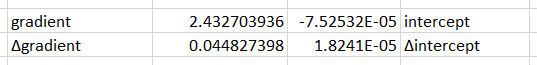 gradient 2.432703936 -7.52532E-05 intercept
Δgradient 0.044827398 1.8241E-05 Δintercept